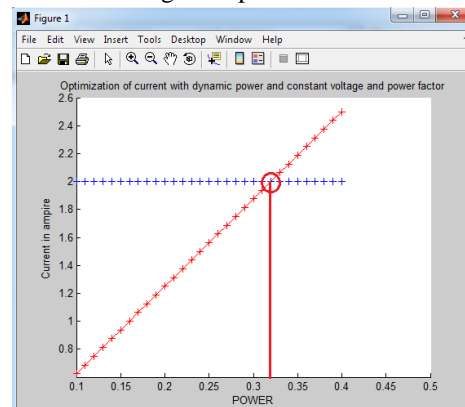 Figure 1
File Edit View Insert Tools Desktop Window Help
Optimization of current with dynamic power and constant voltage and power factor
2.6
2.4
2.2
2
1.8
1.6
1.4
1.2
1
0.8
Current in ampire
0.1 0.15 0.2 0.25 0.3 0.35 0.4 0.45 0.5
POWER